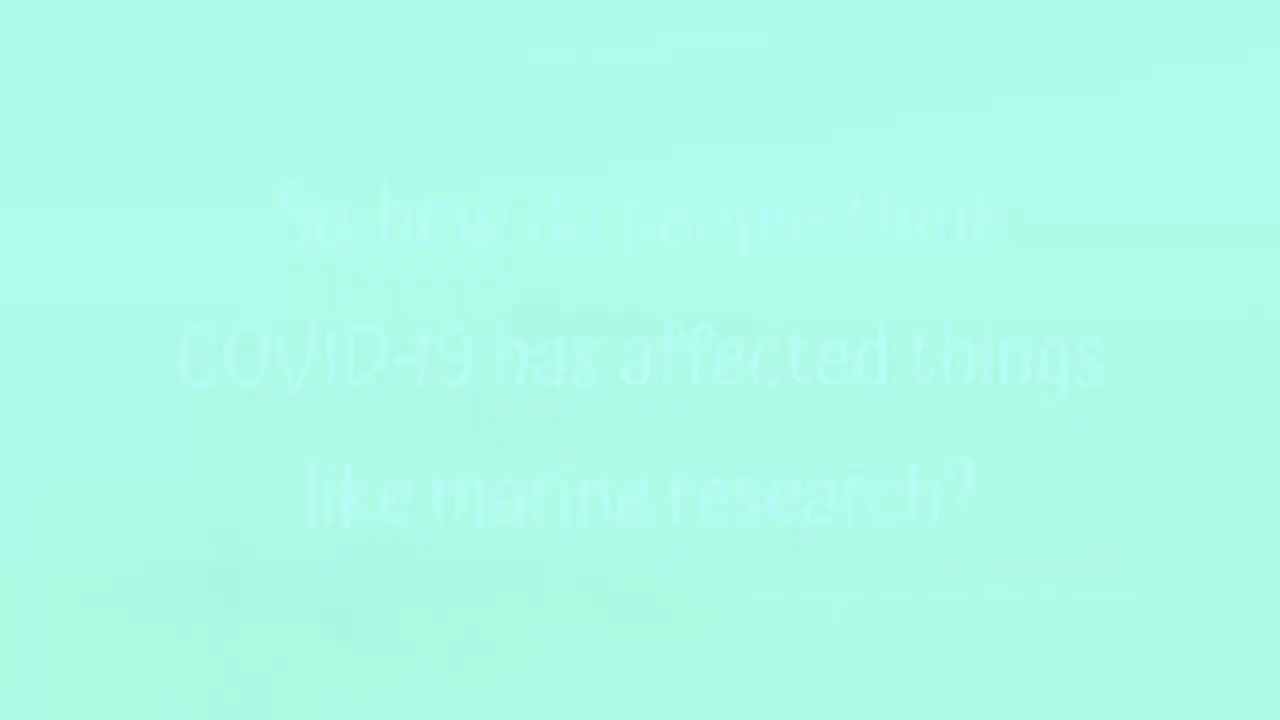 So, how do people think
COVID-19 has affected things
like marine research?